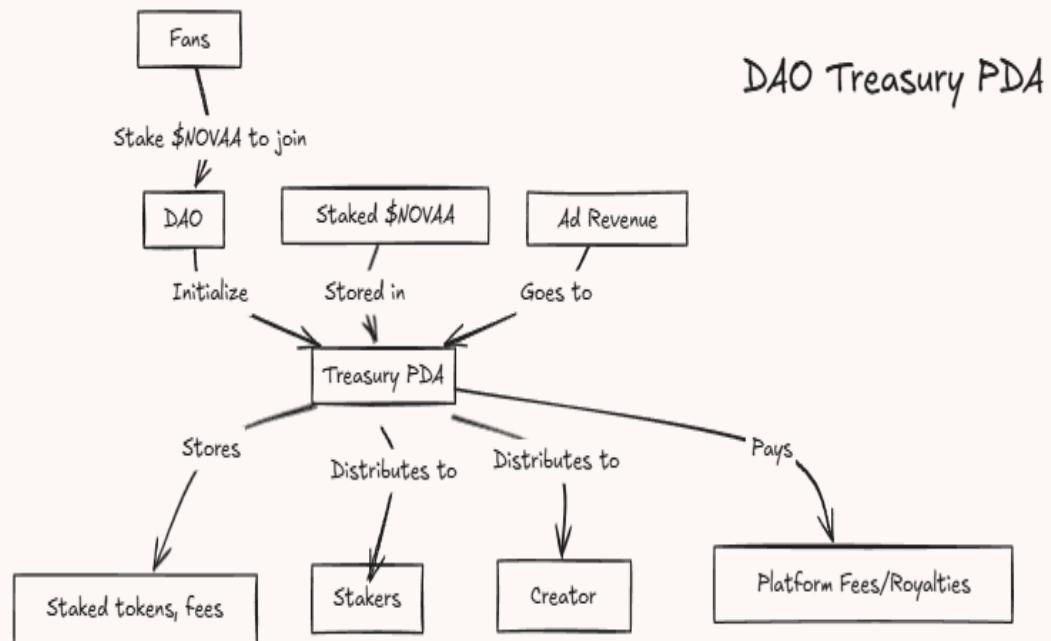 Fans
DAO Treasury PDA
Stake $NOVAA to join
DAO
Staked $NOVAA
Ad Revenue
Initialize
Stored in
Goes to
Treasury PDA
Stores
Distributes to
Distributes to
Pays
Staked tokens, fees
Stakers
Creator
Platform Fees/Royalties